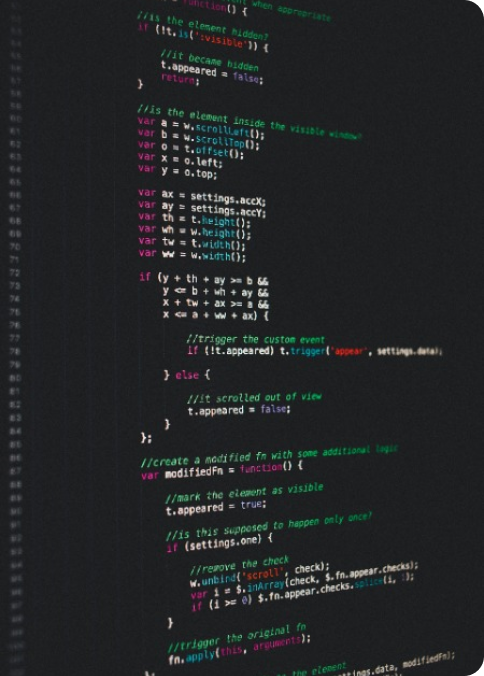 function() {
//is the element hidden?
if (!t.is(':visible')) {
//it became hidden
t.appeared = false;
return;
}
//is the element inside the visible window?
var a = w.scrollLeft();
var b = w.scrollTop();
var o = t.offset();
var x = o.left;
var y = o.top;
var ax = settings.accX;
var ay = settings.accY;
var th = t.height();
var wh = w.height();
var tw = t.width();
var ww = w.width();
if (y + th + ay >= b &&
y <= b + wh + ay &&
x + tw + ax >= a &&
x <= a + ww + ax) {
//trigger the custom event
if (!t.appeared) t.trigger('appear', settings.data);
} else {
//it scrolled out of view
t.appeared = false;
}
};
//create a modified fn with some additional logic
var modifiedFn = function() {
//mark the element as visible
t.appeared = true;
//is this supposed to happen only once?
if (settings.one) {
//remove the check
w.unbind('scroll', check);
var i = $.inArray(check, $.fn.appear.checks);
if (i >= 0) $.fn.appear.checks.splice(i, 1);
}
//trigger the original fn
fn.apply(this, arguments);
};
the element
settings.data, modifiedFn);